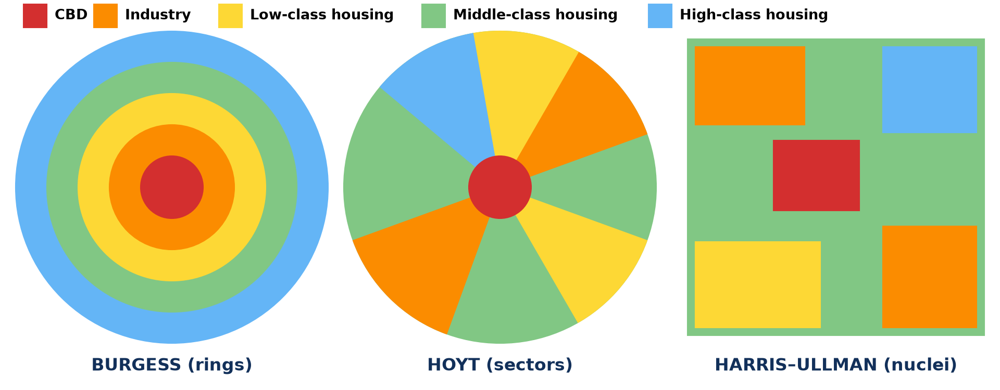 CBD Industry Low-class housing Middle-class housing High-class housing
BURGESS (rings) HOYT (sectors) HARRIS–ULLMAN (nuclei)